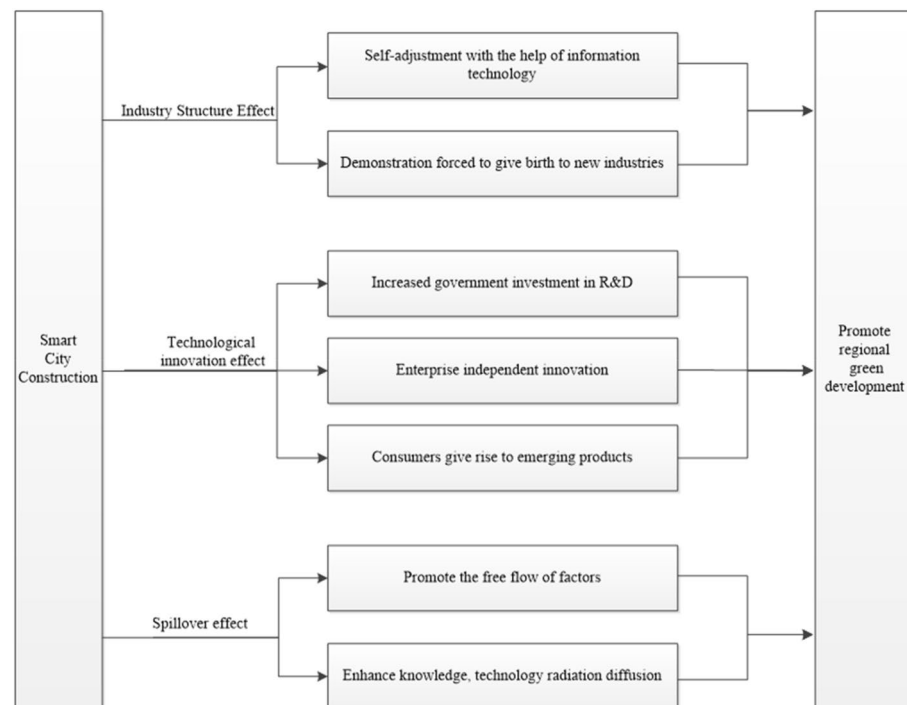 Self-adjustment with the help of information
technology
Industry Structure Effect
Demonstration forced to give birth to new industries
Increased government investment in R&D
Smart
City
Construction
Technological
innovation effect
Enterprise independent innovation
Promote
regional
green
development
Consumers give rise to emerging products
Promote the free flow of factors
Spillover effect
Enhance knowledge, technology radiation diffusion